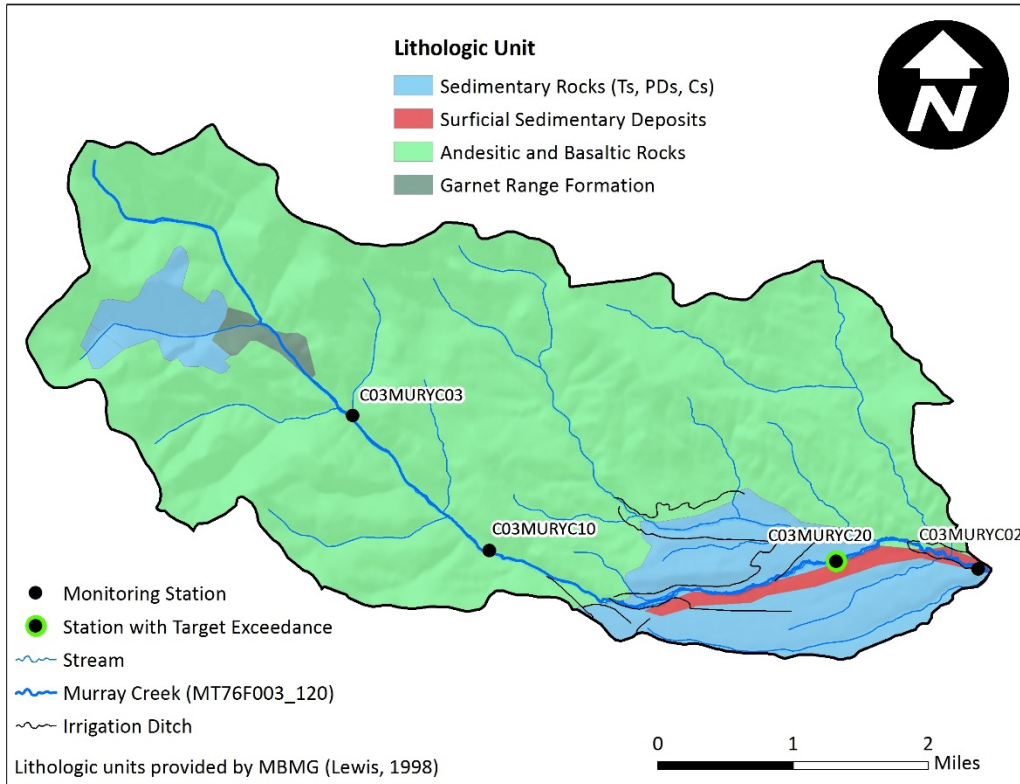 Lithologic Unit
Sedimentary Rocks (Ts, PDs, Cs)
Surficial Sedimentary Deposits
Andesitic and Basaltic Rocks
Garnet Range Formation
N
C03MURYC03
C03MURYC10
C03MURYC20
C03MURYC02
Monitoring Station
Station with Target Exceedance
Stream
Murray Creek (MT76F003_120)
Irrigation Ditch
Lithologic units provided by MBMG (Lewis, 1998)
0 1 2
Miles